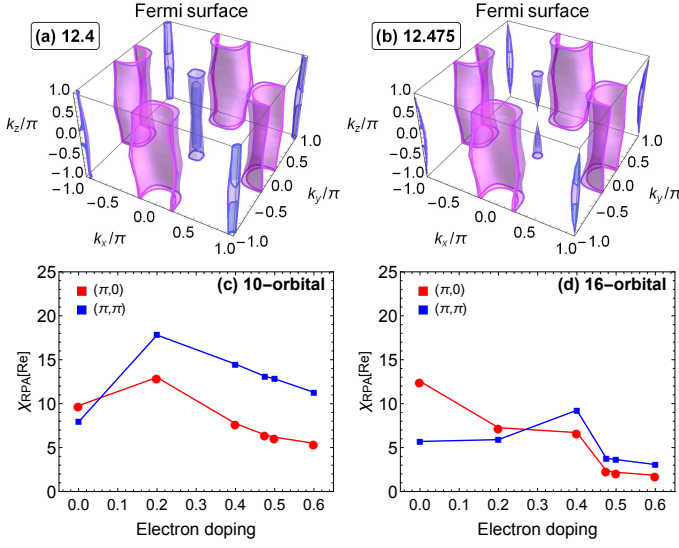 Fermi surface
(a) 12.4
1.0
0.5
k_z/π
0.0
-0.5
-1.0
-0.5
0.0
k_x/π
0.5
1.0
-1.0
-0.5
0.0
k_y/π
0.5
1.0
Fermi surface
(b) 12.475
1.0
0.5
k_z/π
0.0
-0.5
-1.0
-0.5
0.0
k_x/π
0.5
1.0
-1.0
-0.5
0.0
k_y/π
0.5
1.0
(c) 10-orbital
(π,0)
(π,π)
25
20
15
10
5
0
χRPA[Re]
0.0 0.1 0.2 0.3 0.4 0.5 0.6
Electron doping
(d) 16-orbital
(π,0)
(π,π)
25
20
15
10
5
0
χRPA[Re]
0.0 0.1 0.2 0.3 0.4 0.5 0.6
Electron doping